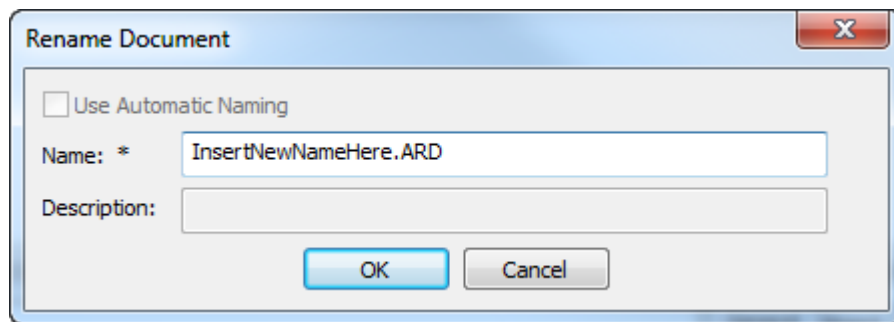 Rename Document
Use Automatic Naming
Name: * InsertNewNameHere.ARD
Description:
OK Cancel